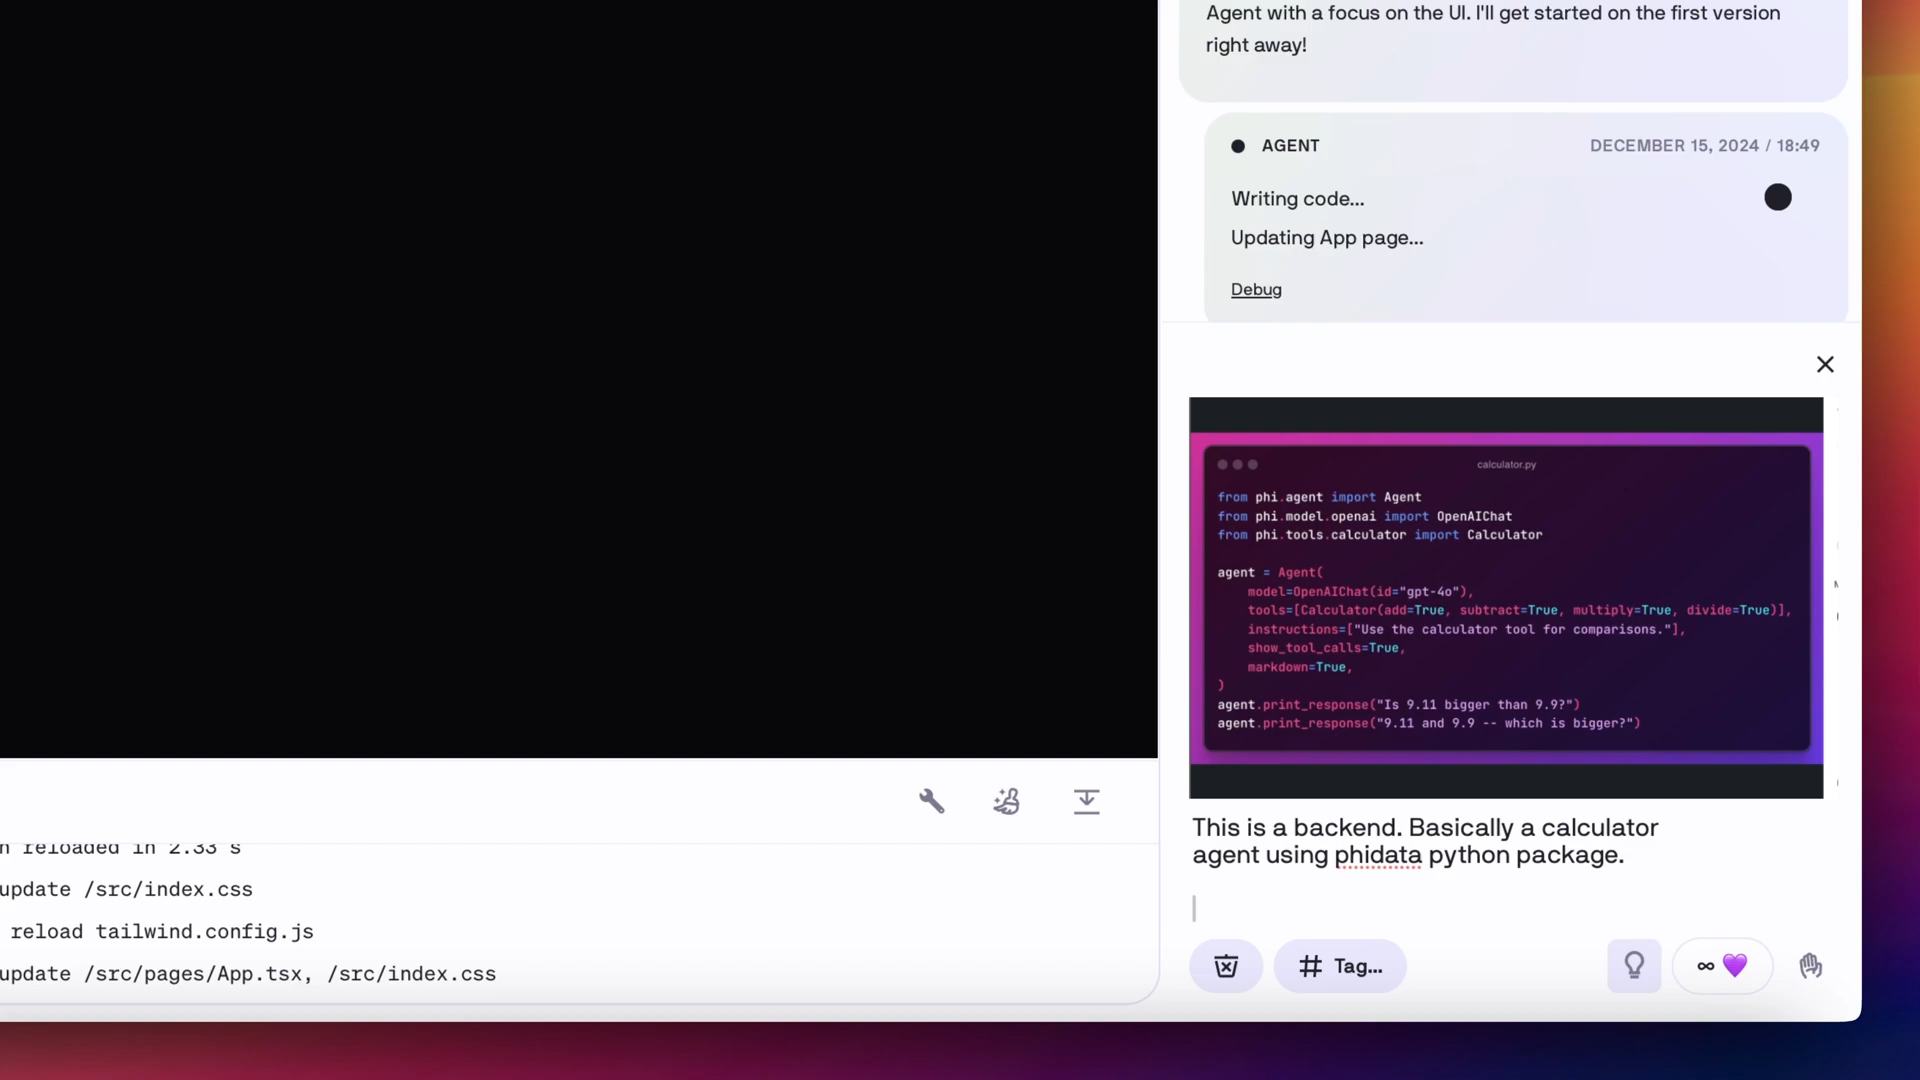 Agent with a focus on the UI. I'll get started on the first version
right away!
AGENT
DECEMBER 15, 2024 / 18:49
Writing code...
Updating App page...
Debug
calculator.py
from phi.agent import Agent
from phi.model.openai import OpenAIChat
from phi.tools.calculator import Calculator
agent = Agent(
model=OpenAIChat(id="gpt-4o"),
tools=[Calculator(add=True, subtract=True, multiply=True, divide=True)],
instructions=["Use the calculator tool for comparisons."],
show_tool_calls=True,
markdown=True,
)
agent.print_response("Is 9.11 bigger than 9.9?")
agent.print_response("9.11 and 9.9 -- which is bigger?")
This is a backend. Basically a calculator
agent using phidata python package.
# Tag...
∞ 💜
reloaded in 2.33 s
update /src/index.css
reload tailwind.config.js
update /src/pages/App.tsx, /src/index.css